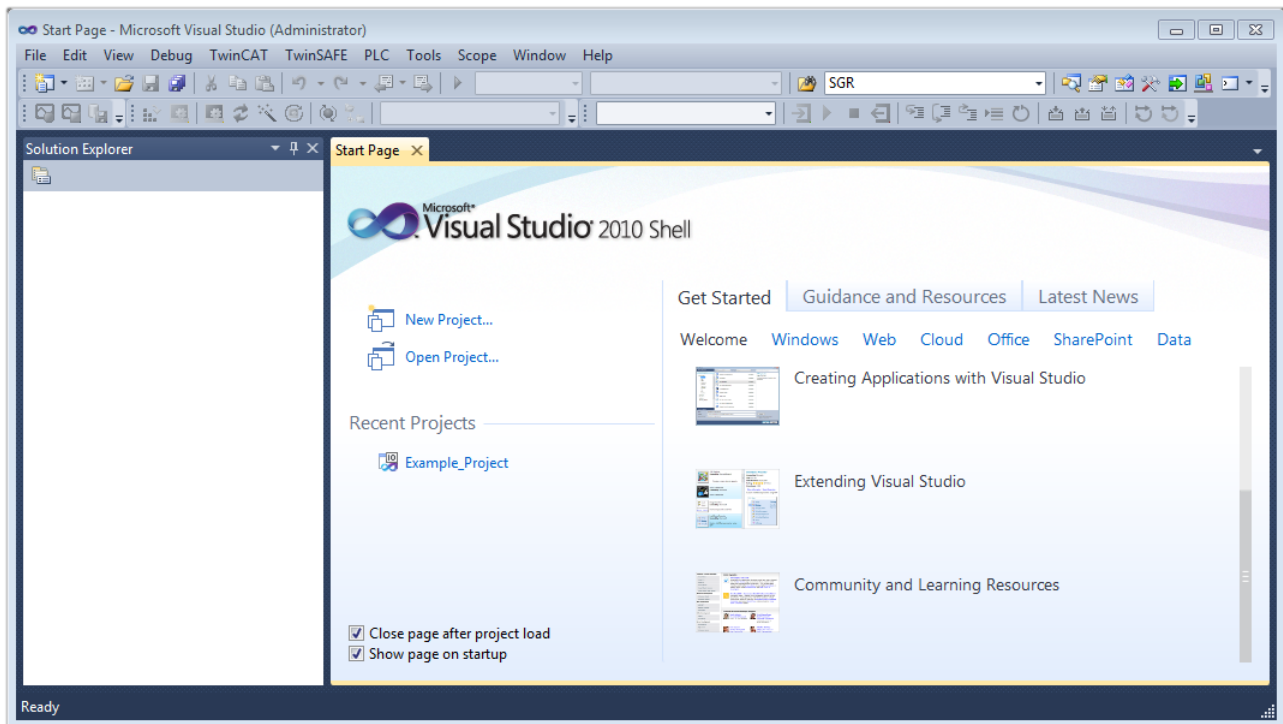 Start Page - Microsoft Visual Studio (Administrator)
File Edit View Debug TwinCAT TwinSAFE PLC Tools Scope Window Help
SGR
Solution Explorer
Start Page
Microsoft®
Visual Studio® 2010 Shell
New Project...
Open Project...
Recent Projects
Example_Project
Close page after project load
Show page on startup
Get Started Guidance and Resources Latest News
Welcome Windows Web Cloud Office SharePoint Data
Creating Applications with Visual Studio
Extending Visual Studio
Community and Learning Resources
Ready